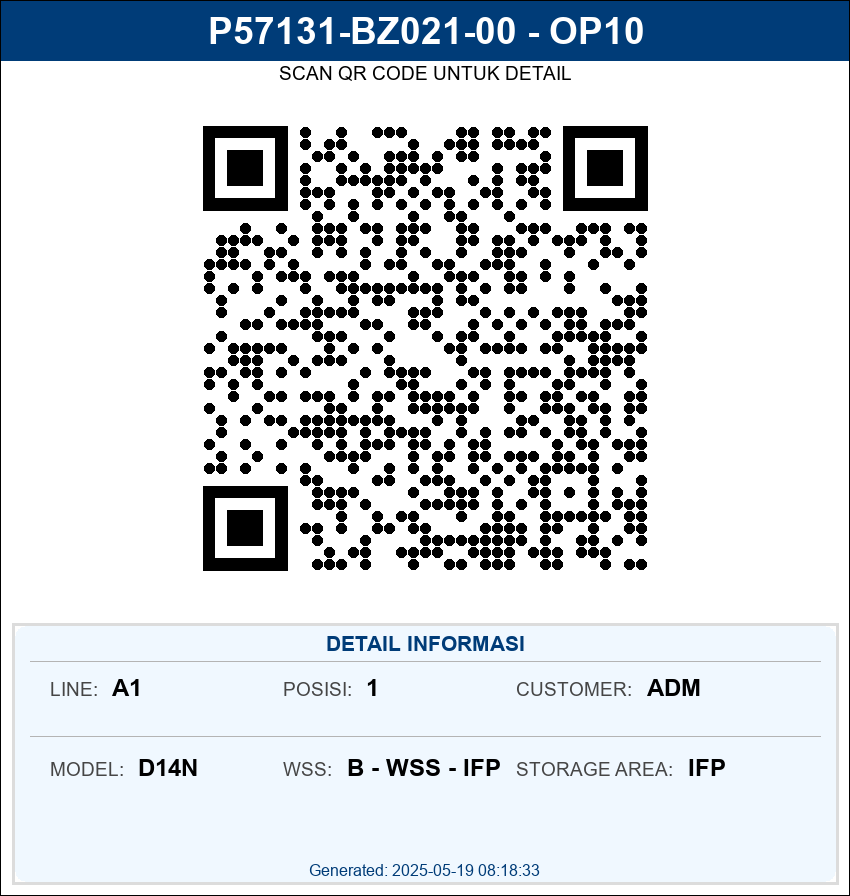 P57131-BZ021-00 - OP10
SCAN QR CODE UNTUK DETAIL
DETAIL INFORMASI
LINE: A1 POSISI: 1 CUSTOMER: ADM
MODEL: D14N WSS: B - WSS - IFP STORAGE AREA: IFP
Generated: 2025-05-19 08:18:33